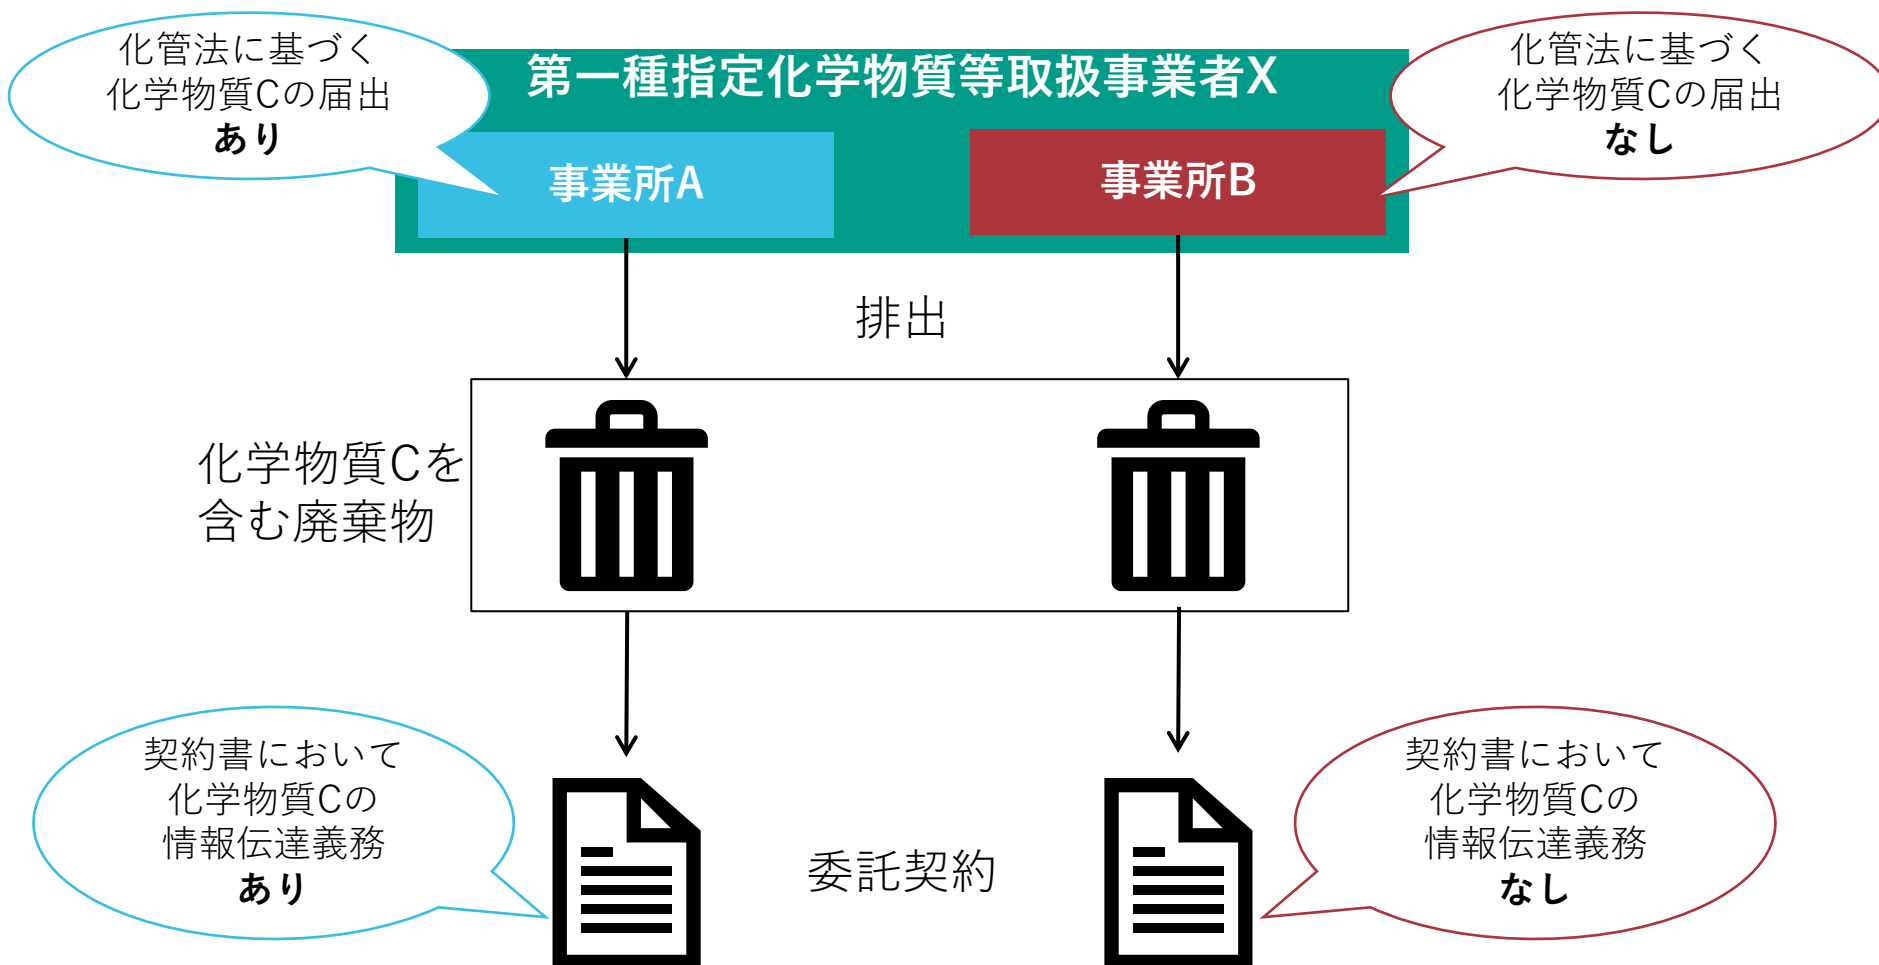 化管法に基づく
化学物質Cの届出
あり
第一種指定化学物質等取扱事業者X
化管法に基づく
化学物質Cの届出
なし
事業所A
事業所B
排出
化学物質Cを
含む廃棄物
契約書において
化学物質Cの
情報伝達義務
あり
委託契約
契約書において
化学物質Cの
情報伝達義務
なし